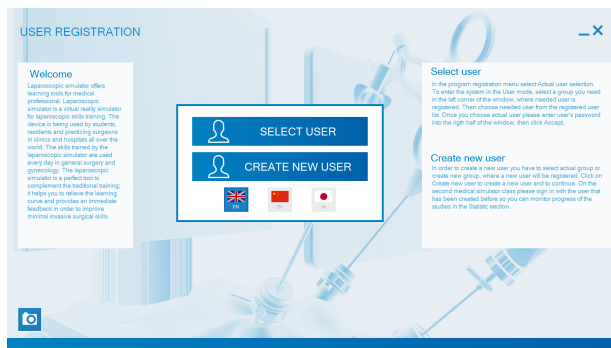 USER REGISTRATION
Welcome
Laparoscopic simulator offers
learning tools for medical
professional. Laparoscopic
simulator is a virtual reality simulator
for laparoscopic skills training. The
device is being used by students,
residents and practicing surgeons
in clinics and hospitals all over the
world. The skills trained by the
laparoscopic simulator are used
every day in general surgery and
gynecology. The laparoscopic
simulator is a perfect tool to
complement the traditional training;
it helps you to relieve the learning
curve and provides an immediate
feedback in order to improve
minimal invasive surgical skills.
SELECT USER
CREATE NEW USER
EN
Select user
In the program registration menu select Actual user selection.
To enter the system in the User mode, select a group you need
in the left corner of the window, where needed user is
registered. Then choose needed user from the registered user
list. Once you choose actual user please enter user's password
into the righ half of the window, then click Accept.
Create new user
In order to create a new user you have to select actual group or
create new group, where a new user will be registered. Click on
Create new user to create a new user and to continue. On the
second medical simulator class please sign in with the user that
has been created before so you can monitor progress of the
studies in the Statistic section.